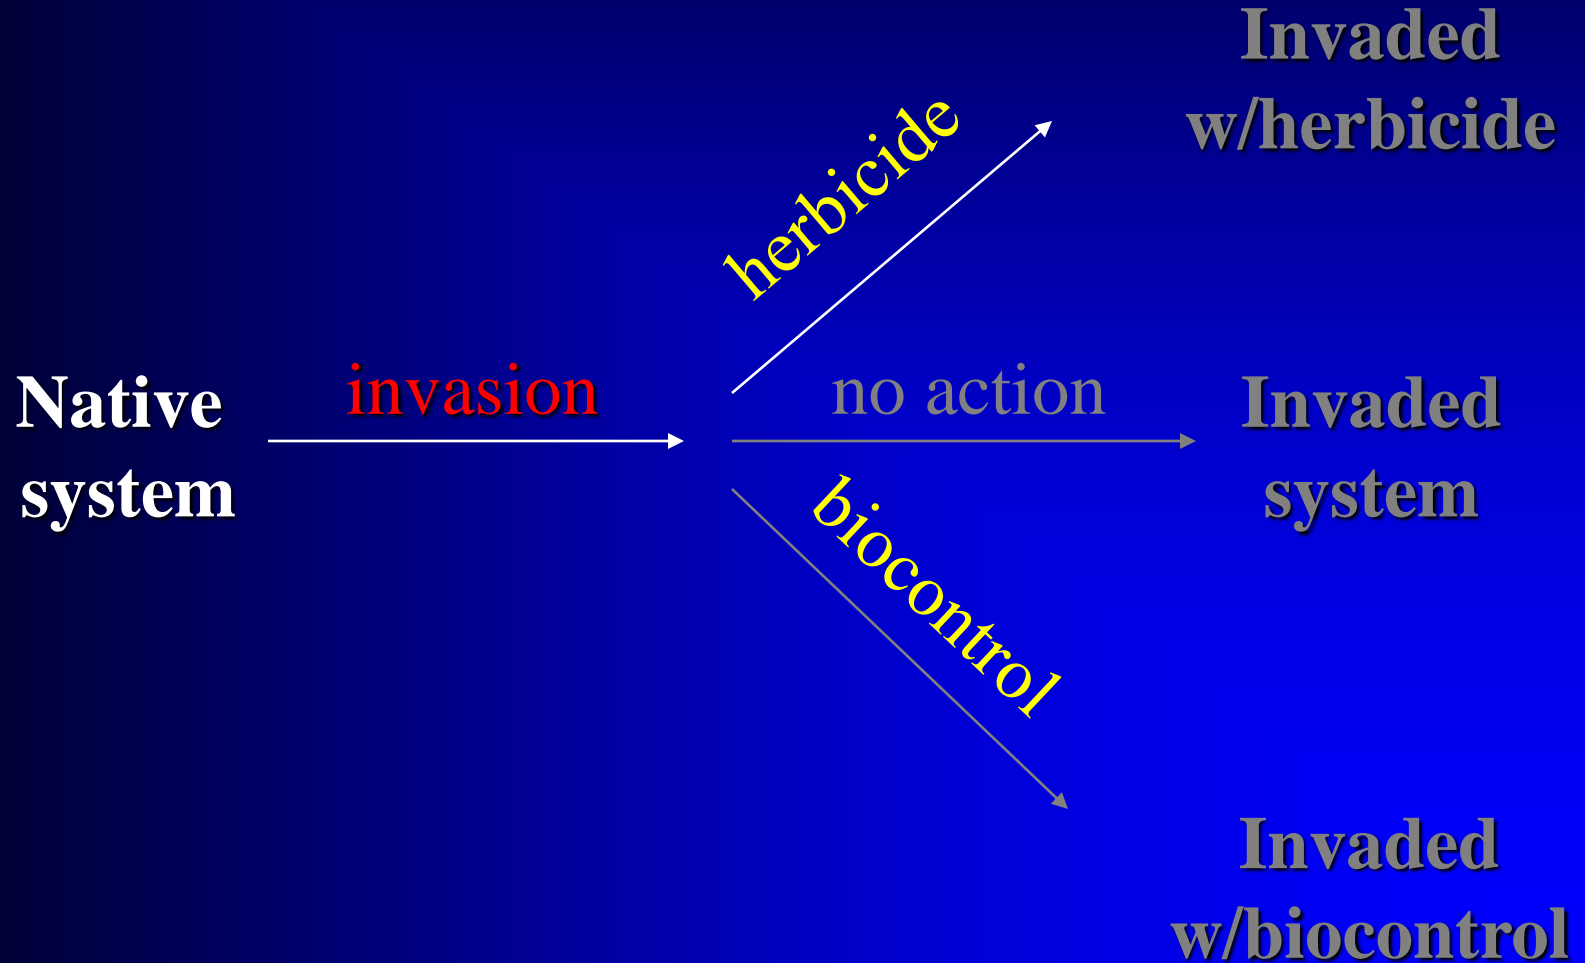 Native
system
invasion
herbicide
no action
biocontrol
Invaded
w/herbicide
Invaded
system
Invaded
w/biocontrol